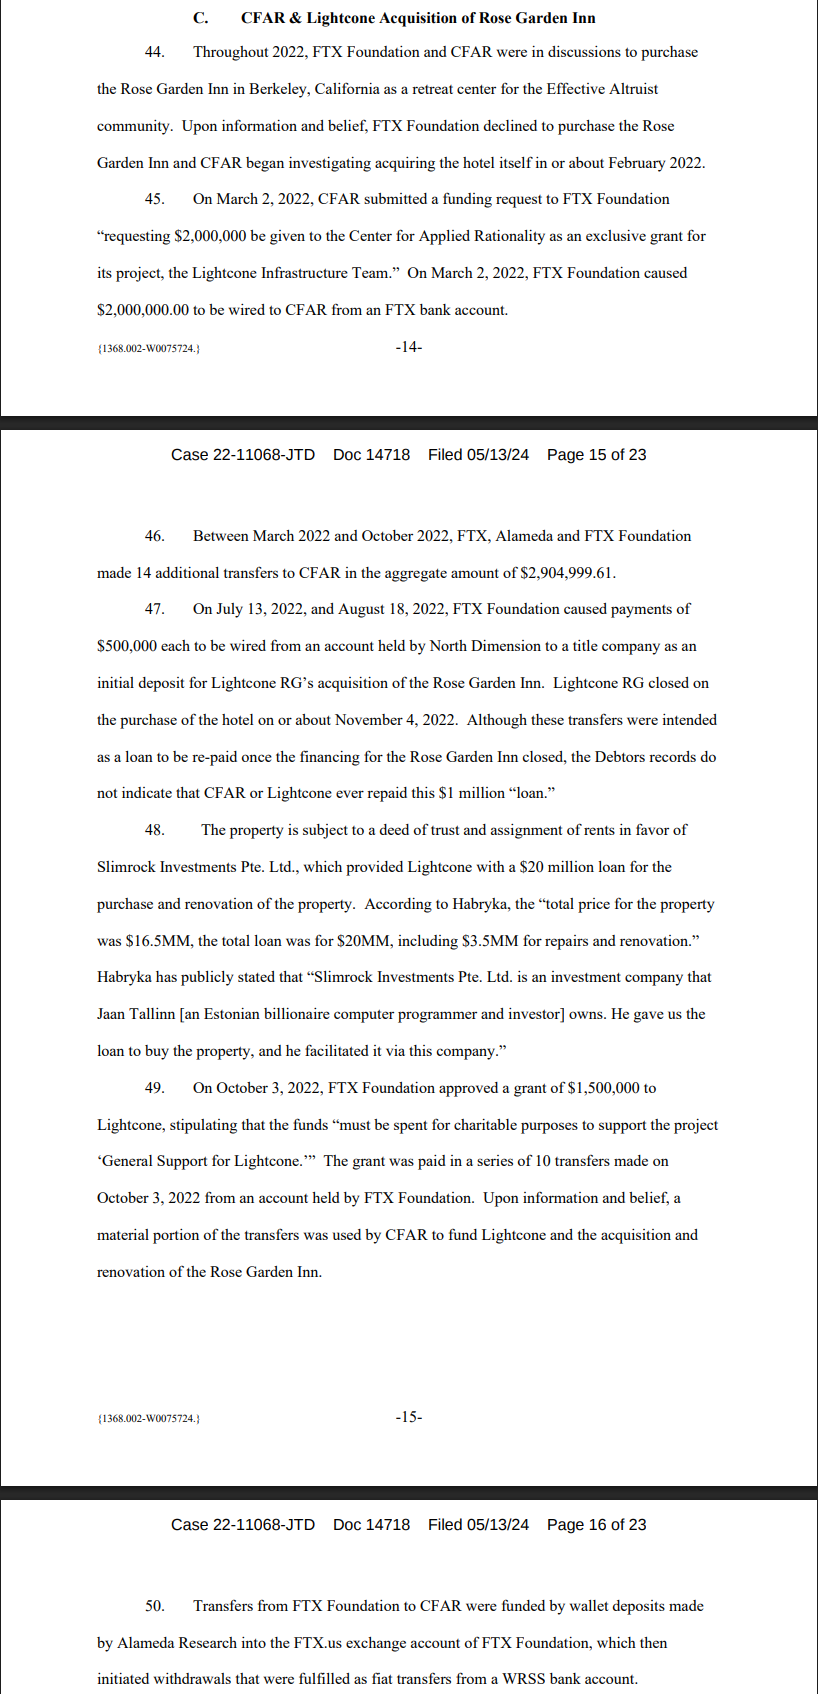 C. CFAR & Lightcone Acquisition of Rose Garden Inn
44. Throughout 2022, FTX Foundation and CFAR were in discussions to purchase
the Rose Garden Inn in Berkeley, California as a retreat center for the Effective Altruist
community. Upon information and belief, FTX Foundation declined to purchase the Rose
Garden Inn and CFAR began investigating acquiring the hotel itself in or about February 2022.
45. On March 2, 2022, CFAR submitted a funding request to FTX Foundation
“requesting $2,000,000 be given to the Center for Applied Rationality as an exclusive grant for
its project, the Lightcone Infrastructure Team.” On March 2, 2022, FTX Foundation caused
$2,000,000.00 to be wired to CFAR from an FTX bank account.
{1368.002-W0075724.} -14-
Case 22-11068-JTD Doc 14718 Filed 05/13/24 Page 15 of 23
46. Between March 2022 and October 2022, FTX, Alameda and FTX Foundation
made 14 additional transfers to CFAR in the aggregate amount of $2,904,999.61.
47. On July 13, 2022, and August 18, 2022, FTX Foundation caused payments of
$500,000 each to be wired from an account held by North Dimension to a title company as an
initial deposit for Lightcone RG’s acquisition of the Rose Garden Inn. Lightcone RG closed on
the purchase of the hotel on or about November 4, 2022. Although these transfers were intended
as a loan to be re-paid once the financing for the Rose Garden Inn closed, the Debtors records do
not indicate that CFAR or Lightcone ever repaid this $1 million “loan.”
48. The property is subject to a deed of trust and assignment of rents in favor of
Slimrock Investments Pte. Ltd., which provided Lightcone with a $20 million loan for the
purchase and renovation of the property. According to Habryka, the “total price for the property
was $16.5MM, the total loan was for $20MM, including $3.5MM for repairs and renovation.”
Habryka has publicly stated that “Slimrock Investments Pte. Ltd. is an investment company that
Jaan Tallinn [an Estonian billionaire computer programmer and investor] owns. He gave us the
loan to buy the property, and he facilitated it via this company.”
49. On October 3, 2022, FTX Foundation approved a grant of $1,500,000 to
Lightcone, stipulating that the funds “must be spent for charitable purposes to support the project
‘General Support for Lightcone.’” The grant was paid in a series of 10 transfers made on
October 3, 2022 from an account held by FTX Foundation. Upon information and belief, a
material portion of the transfers was used by CFAR to fund Lightcone and the acquisition and
renovation of the Rose Garden Inn.
{1368.002-W0075724.} -15-
Case 22-11068-JTD Doc 14718 Filed 05/13/24 Page 16 of 23
50. Transfers from FTX Foundation to CFAR were funded by wallet deposits made
by Alameda Research into the FTX.us exchange account of FTX Foundation, which then
initiated withdrawals that were fulfilled as fiat transfers from a WRSS bank account.